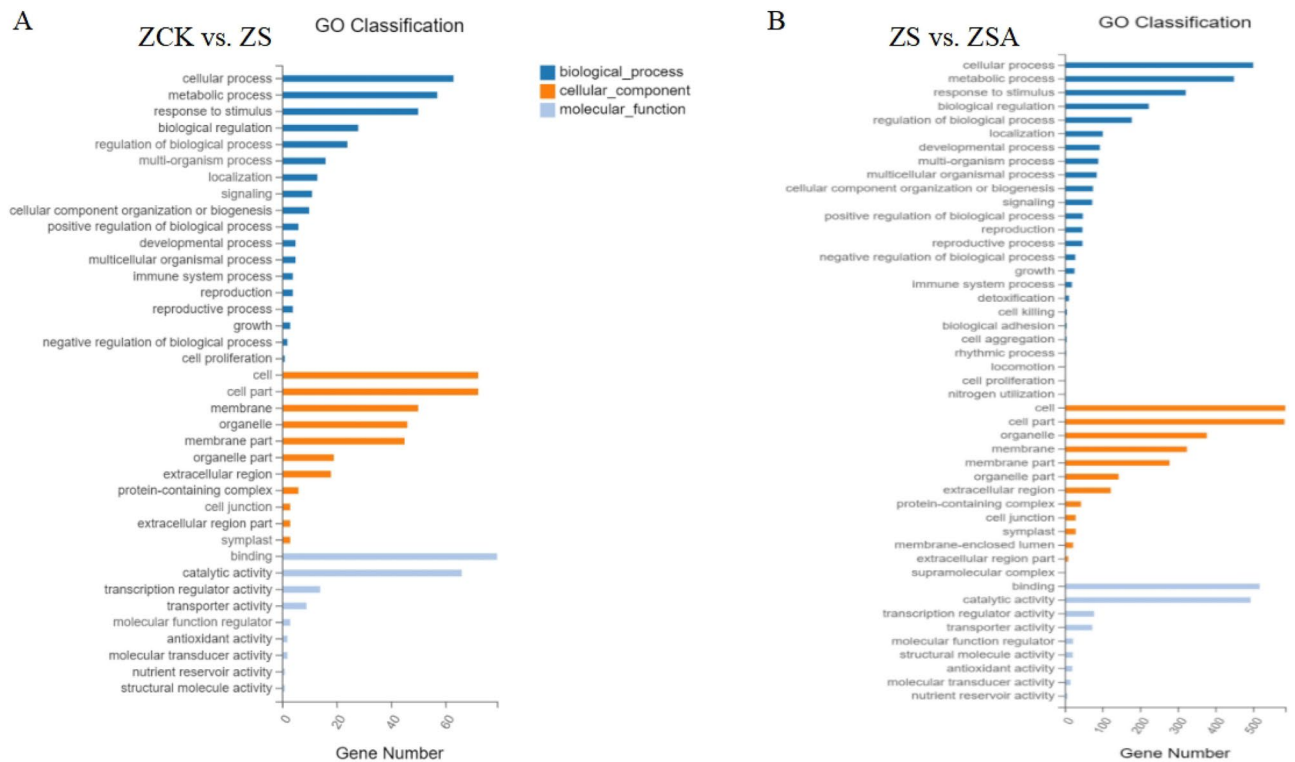 A
ZCK vs. ZS
GO Classification
cellular process
metabolic process
response to stimulus
biological regulation
regulation of biological process
multi-organism process
localization
signaling
cellular component organization or biogenesis
positive regulation of biological process
developmental process
multicellular organismal process
immune system process
reproduction
reproductive process
growth
negative regulation of biological process
cell proliferation
cell
cell part
membrane
organelle
membrane part
organelle part
extracellular region
protein-containing complex
cell junction
extracellular region part
symplast
binding
catalytic activity
transcription regulator activity
transporter activity
molecular function regulator
antioxidant activity
molecular transducer activity
nutrient reservoir activity
structural molecule activity
0
20
40
60
Gene Number
biological_process
cellular_component
molecular_function
B
ZS vs. ZSA
GO Classification
cellular process
metabolic process
response to stimulus
biological regulation
regulation of biological process
localization
developmental process
multi-organism process
multicellular organismal process
cellular component organization or biogenesis
signaling
positive regulation of biological process
reproduction
reproductive process
negative regulation of biological process
growth
immune system process
detoxification
cell killing
biological adhesion
cell aggregation
rhythmic process
locomotion
cell proliferation
nitrogen utilization
cell
cell part
organelle
membrane
membrane part
organelle part
extracellular region
protein-containing complex
cell junction
symplast
membrane-enclosed lumen
extracellular region part
supramolecular complex
binding
catalytic activity
transcription regulator activity
transporter activity
molecular function regulator
structural molecule activity
antioxidant activity
molecular transducer activity
nutrient reservoir activity
0
100
200
300
400
500
Gene Number